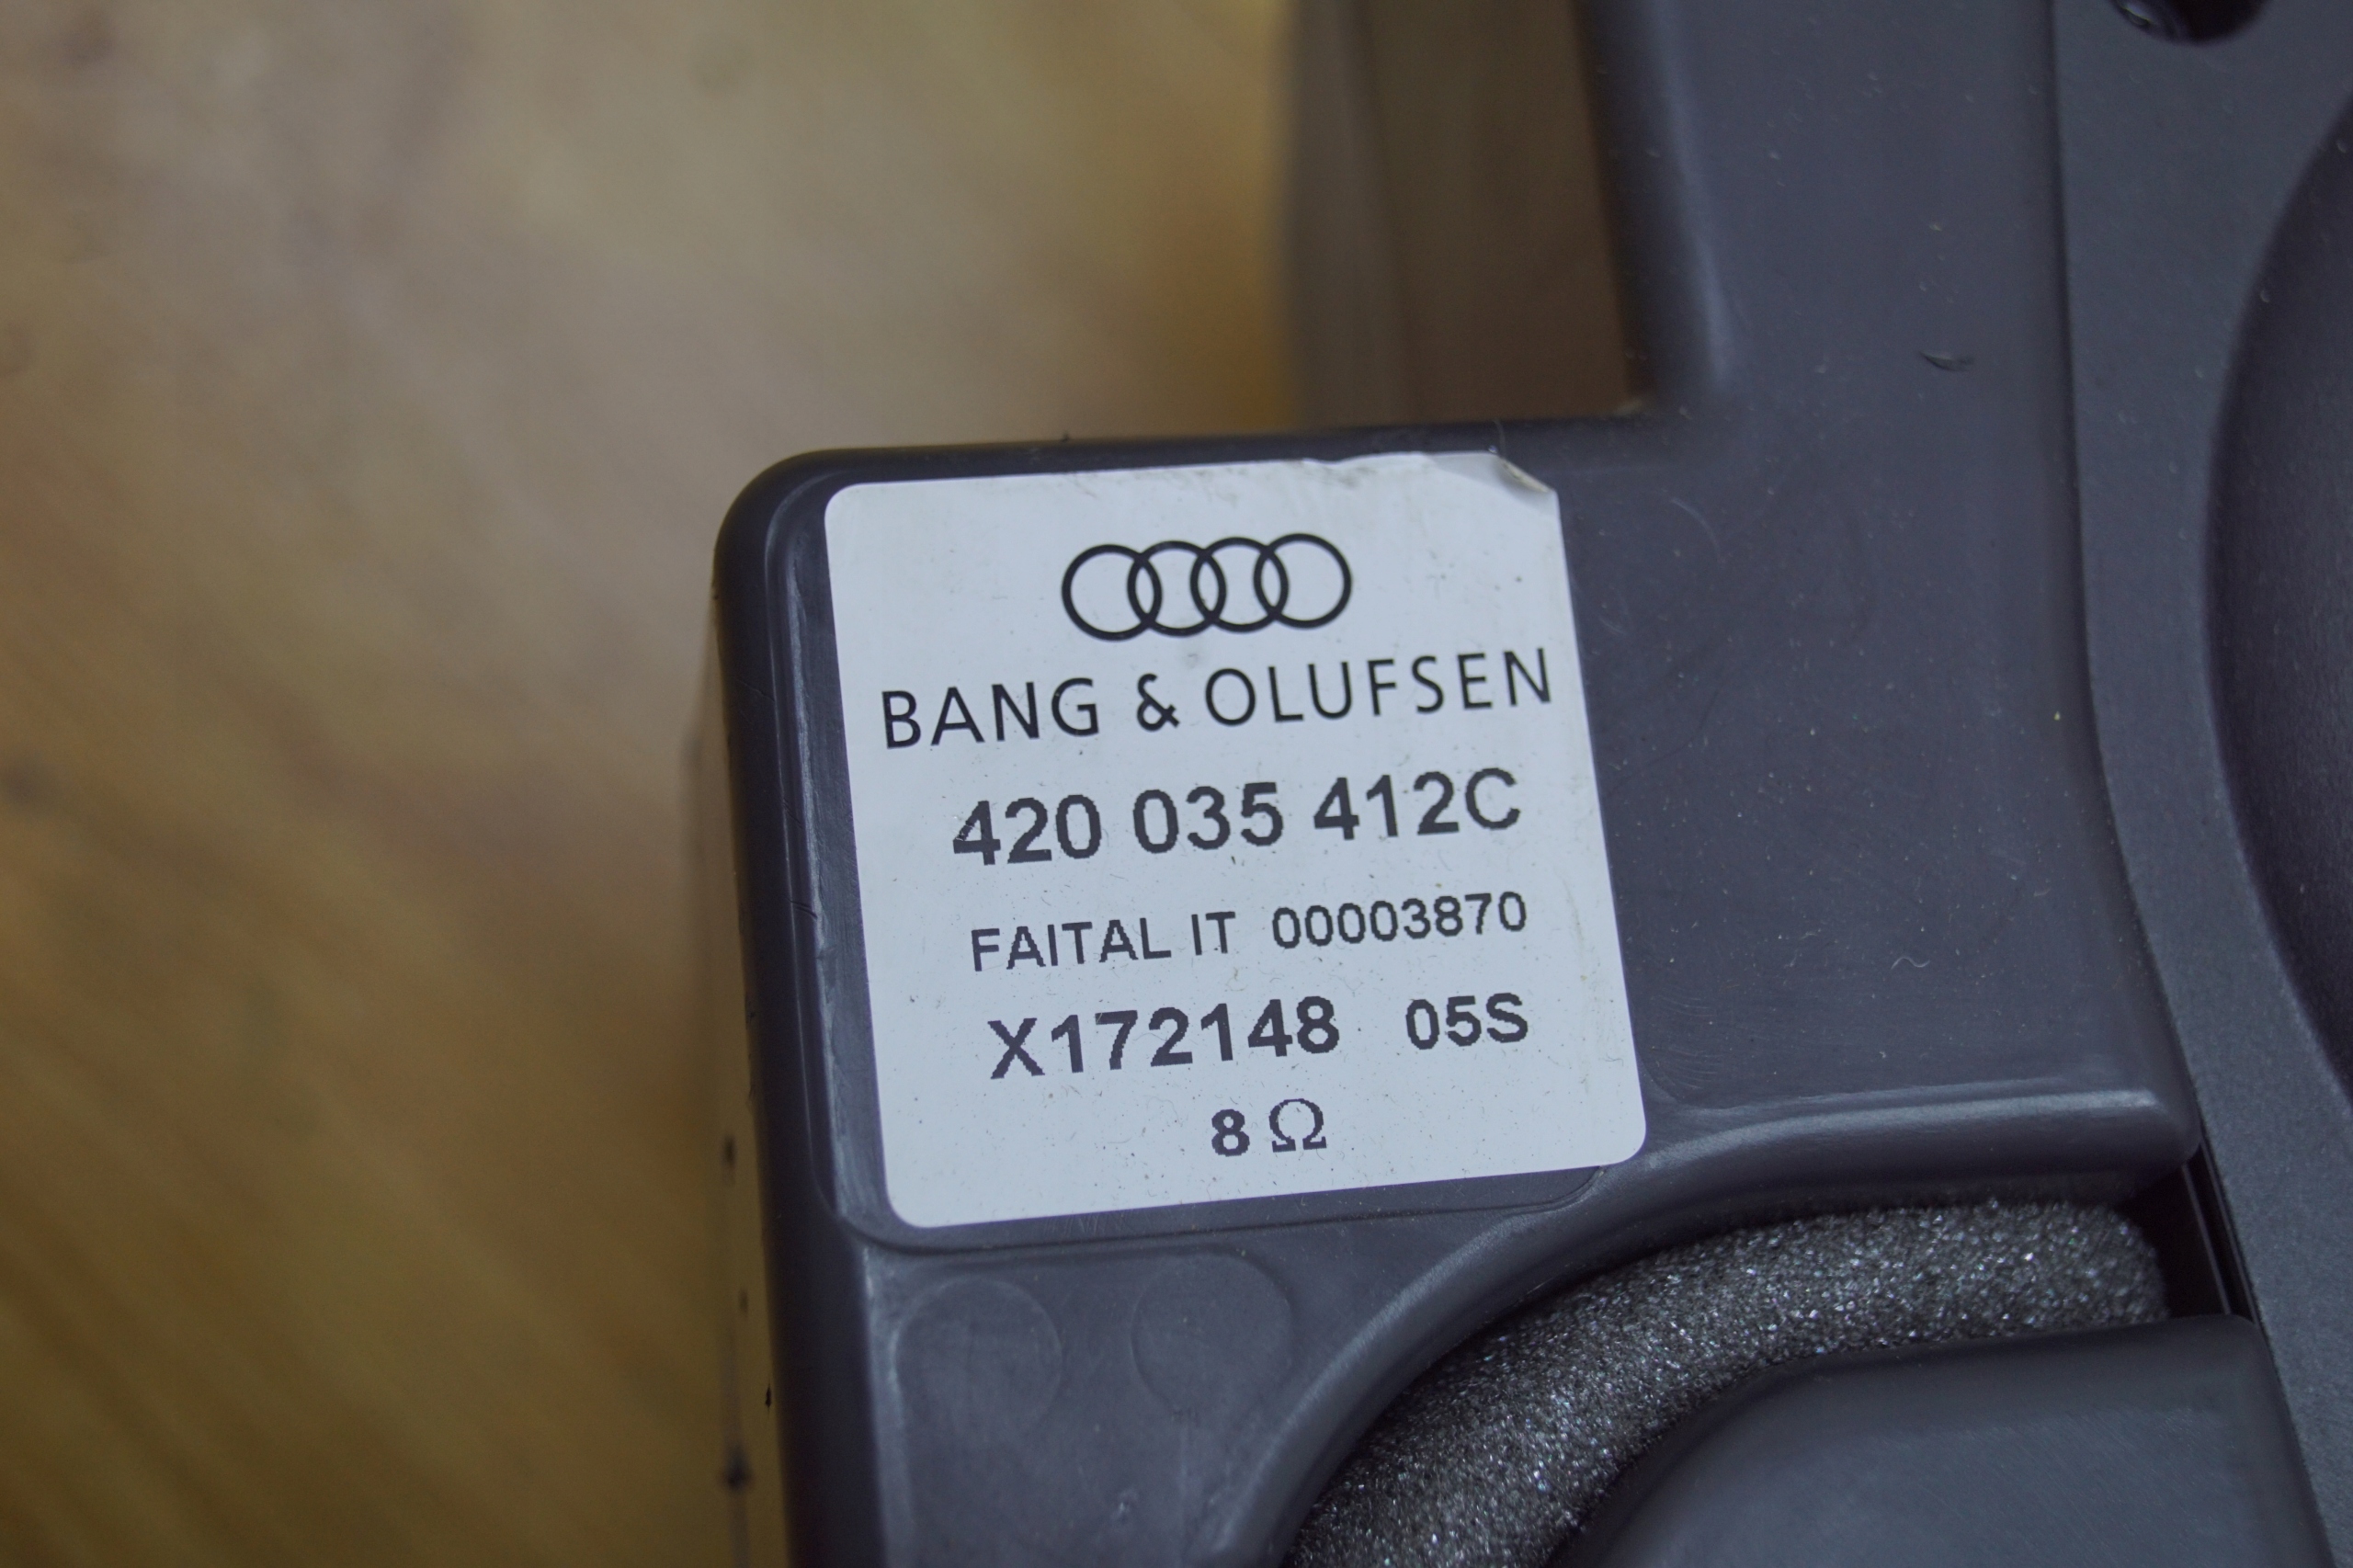 BANG & OLUFSEN
420 035 412C
FAITAL IT 00003870
X172148 05S
8 Ω